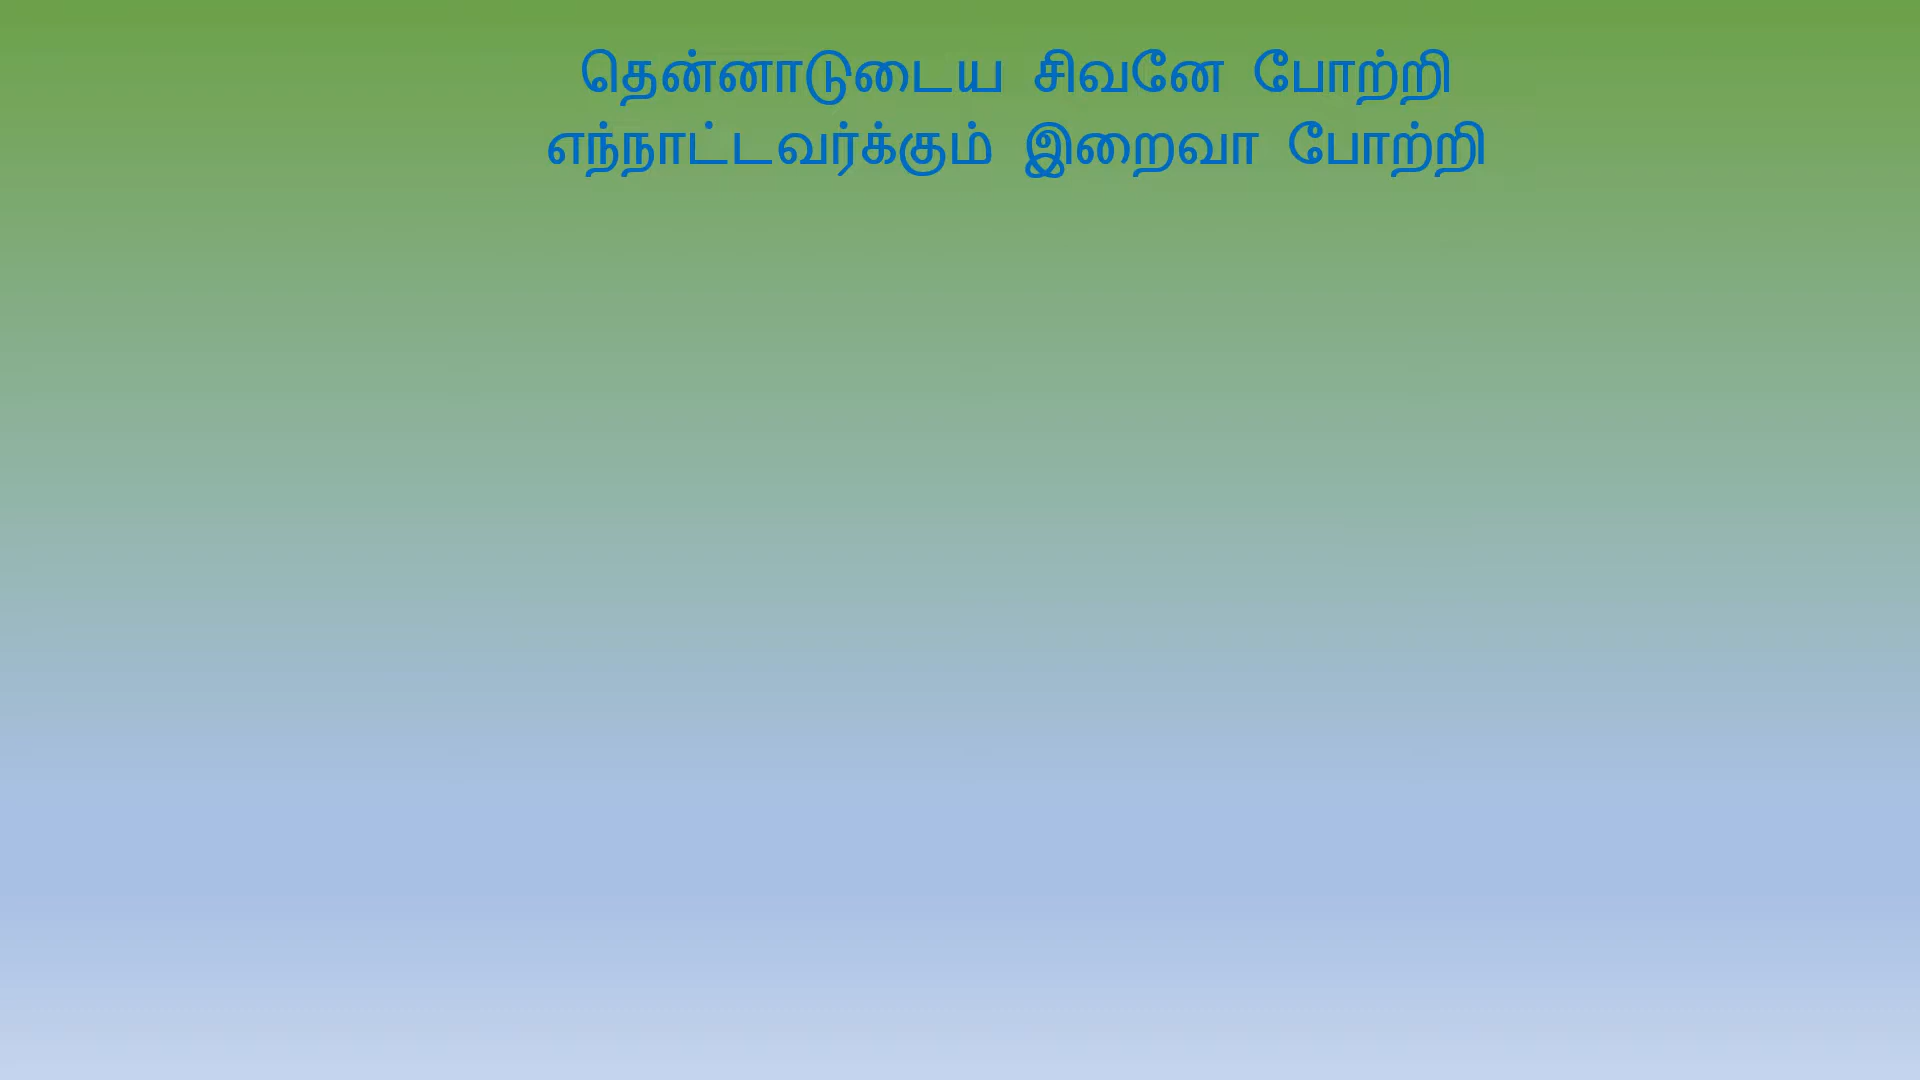 தென்னாடுடைய சிவனே போற்றி
எந்நாட்டவர்க்கும் இறைவா போற்றி